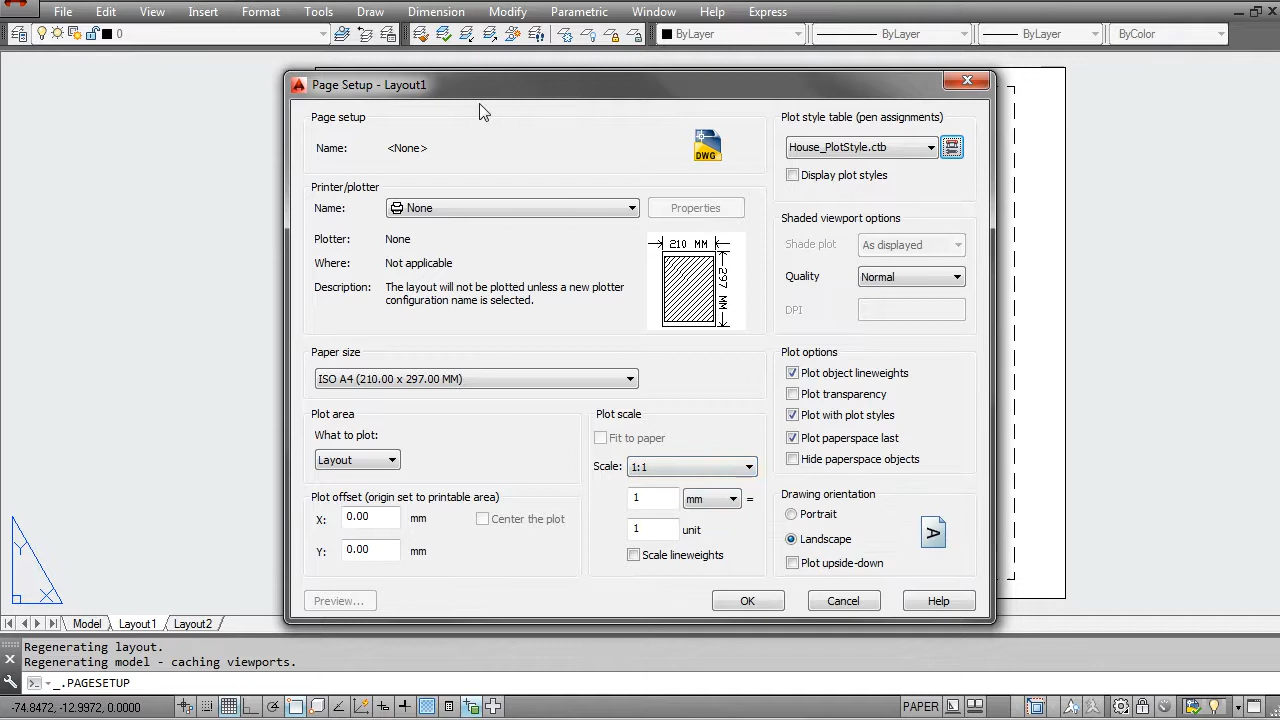 File Edit View Insert Format Tools Draw Dimension Modify Parametric Window Help Express
0 ByLayer ByLayer ByLayer ByColor
Page Setup - Layout1
Page setup
Name: <None>
DWG
Printer/plotter
Name: None Properties
Plotter: None
Where: Not applicable
Description: The layout will not be plotted unless a new plotter
configuration name is selected.
210 MM
297 MM
Paper size
ISO A4 (210.00 x 297.00 MM)
Plot area
What to plot:
Layout
Plot offset (origin set to printable area)
X: 0.00 mm Center the plot
Y: 0.00 mm
Plot scale
Fit to paper
Scale: 1:1
1 mm =
1 unit
Scale lineweights
Plot style table (pen assignments)
House_PlotStyle.ctb
Display plot styles
Shaded viewport options
Shade plot As displayed
Quality Normal
DPI
Plot options
Plot object lineweights
Plot transparency
Plot with plot styles
Plot paperspace last
Hide paperspace objects
Drawing orientation
Portrait
Landscape
A
Plot upside-down
Preview... OK Cancel Help
Y
X
Model Layout1 Layout2
Regenerating layout.
Regenerating model - caching viewports.
_.PAGESETUP
-74.8472, -12.9972, 0.0000 PAPER